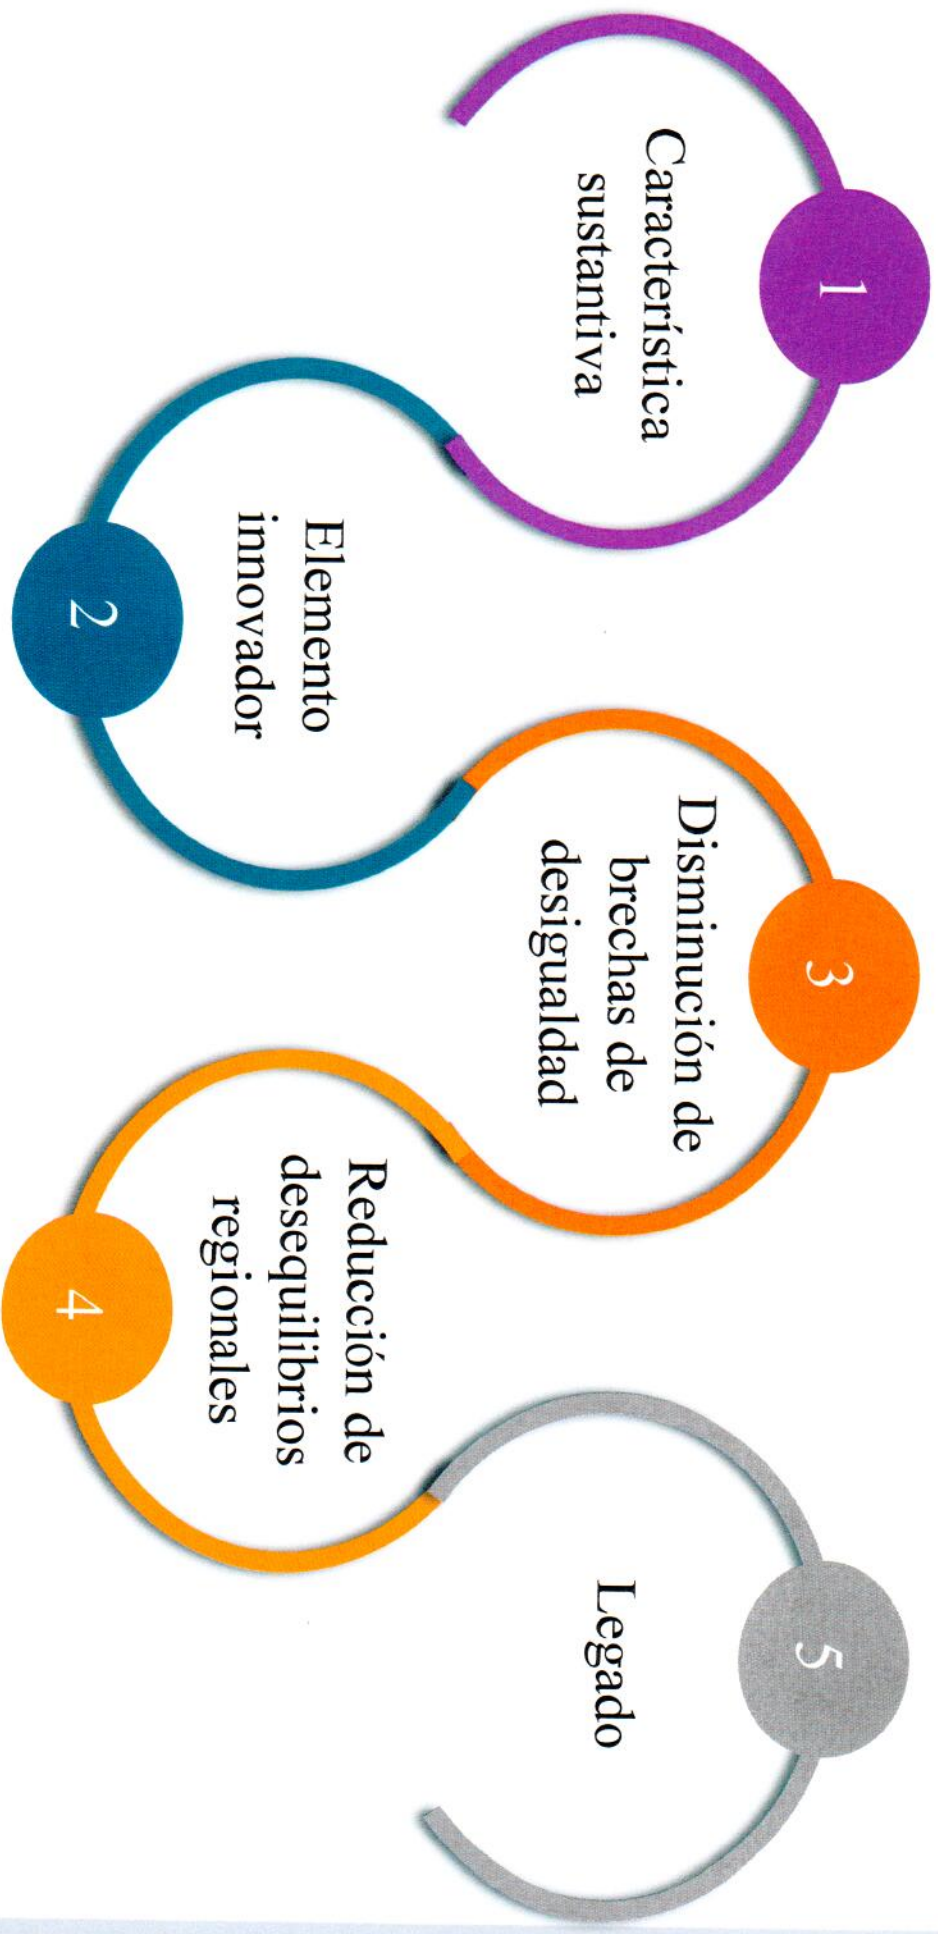 1
Característica
sustantiva
2
Elemento
innovador
3
Disminución de
brechas de
desigualdad
4
Reducción de
desequilibrios
regionales
5
Legado